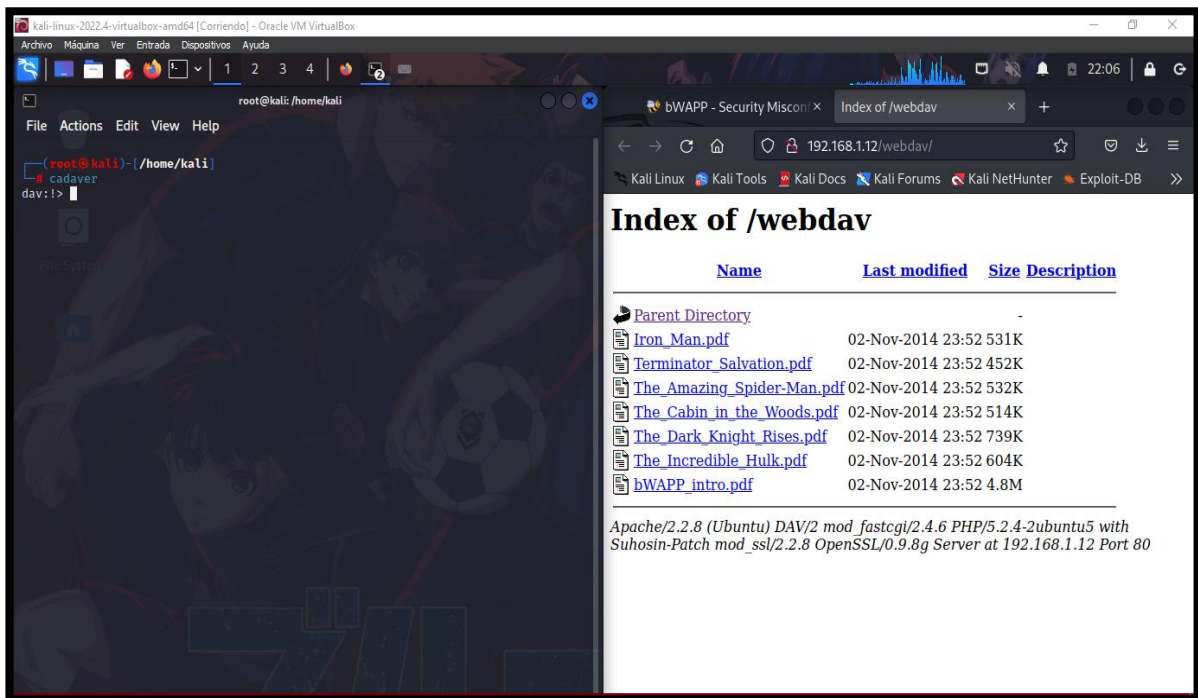 kali-linux-2022.4-virtualbox-amd64 [Corriendo] - Oracle VM VirtualBox
Archivo Máquina Ver Entrada Dispositivos Ayuda
1 2 3 4
22:06
root@kali: /home/kali
File Actions Edit View Help
(root㉿kali)-[/home/kali]
# cadaver
dav:!>
File System
bWAPP - Security Miscon
Index of /webdav
192.168.1.12/webdav/
Kali Linux Kali Tools Kali Docs Kali Forums Kali NetHunter Exploit-DB
Index of /webdav
Name Last modified Size Description
Parent Directory -
Iron_Man.pdf 02-Nov-2014 23:52 531K
Terminator_Salvation.pdf 02-Nov-2014 23:52 452K
The_Amazing_Spider-Man.pdf 02-Nov-2014 23:52 532K
The_Cabin_in_the_Woods.pdf 02-Nov-2014 23:52 514K
The_Dark_Knight_Rises.pdf 02-Nov-2014 23:52 739K
The_Incredible_Hulk.pdf 02-Nov-2014 23:52 604K
bWAPP_intro.pdf 02-Nov-2014 23:52 4.8M
Apache/2.2.8 (Ubuntu) DAV/2 mod_fastcgi/2.4.6 PHP/5.2.4-2ubuntu5 with
Suhosin-Patch mod_ssl/2.2.8 OpenSSL/0.9.8g Server at 192.168.1.12 Port 80